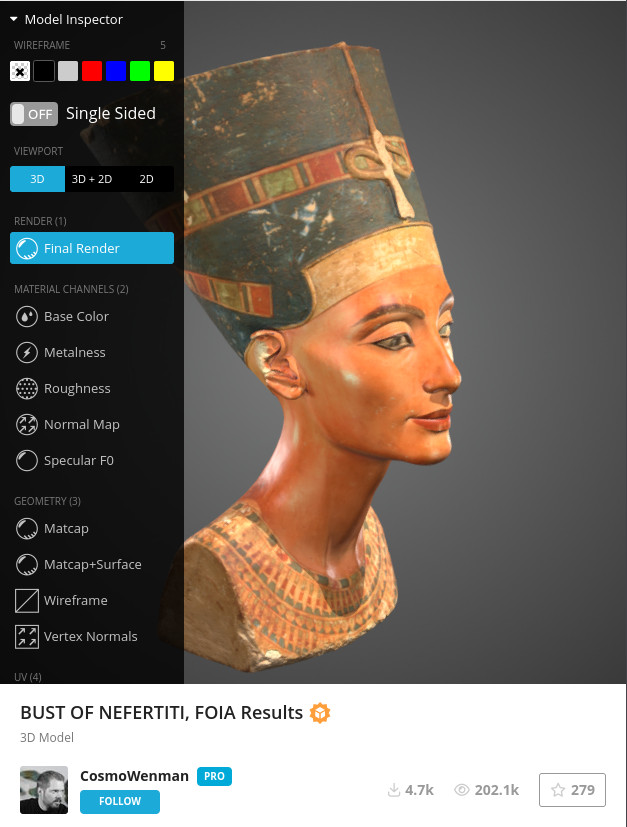 Model Inspector
WIREFRAME 5
OFF Single Sided
VIEWPORT
3D 3D + 2D 2D
RENDER (1)
Final Render
MATERIAL CHANNELS (2)
Base Color
Metalness
Roughness
Normal Map
Specular F0
GEOMETRY (3)
Matcap
Matcap+Surface
Wireframe
Vertex Normals
UV (4)
BUST OF NEFERTITI, FOIA Results
3D Model
CosmoWenman PRO
FOLLOW
4.7k 202.1k 279